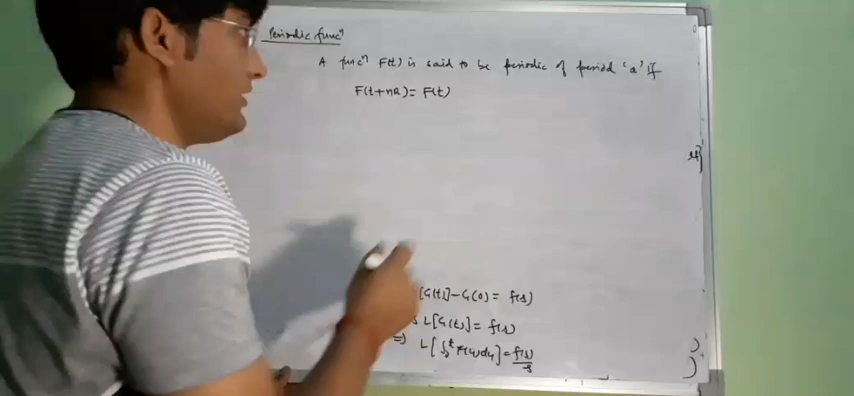 Periodic funcⁿ
A funcⁿ F(t) is said to be periodic of period 'a' if
F(t+na) = F(t)
[G(t)] - G(0) = f(s)
s L[G(t)] = f(s)
=> L[∫₀ᵗ F(u)du] = f(s)/s